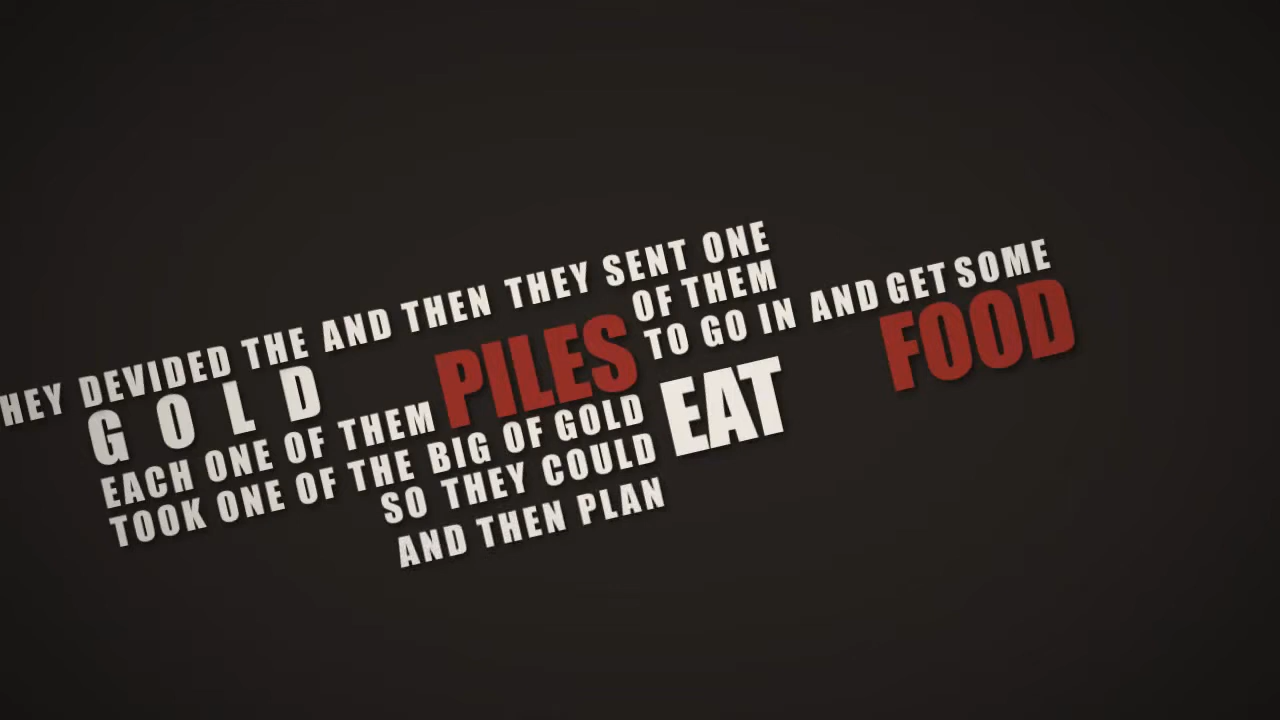 HEY DEVIDED THE AND THEN THEY SENT ONE
GOLD
EACH ONE OF THEM PILES
TOOK ONE OF THE BIG OF GOLD
OF THEM
TO GO IN AND GET SOME
FOOD
SO THEY COULD EAT
AND THEN PLAN